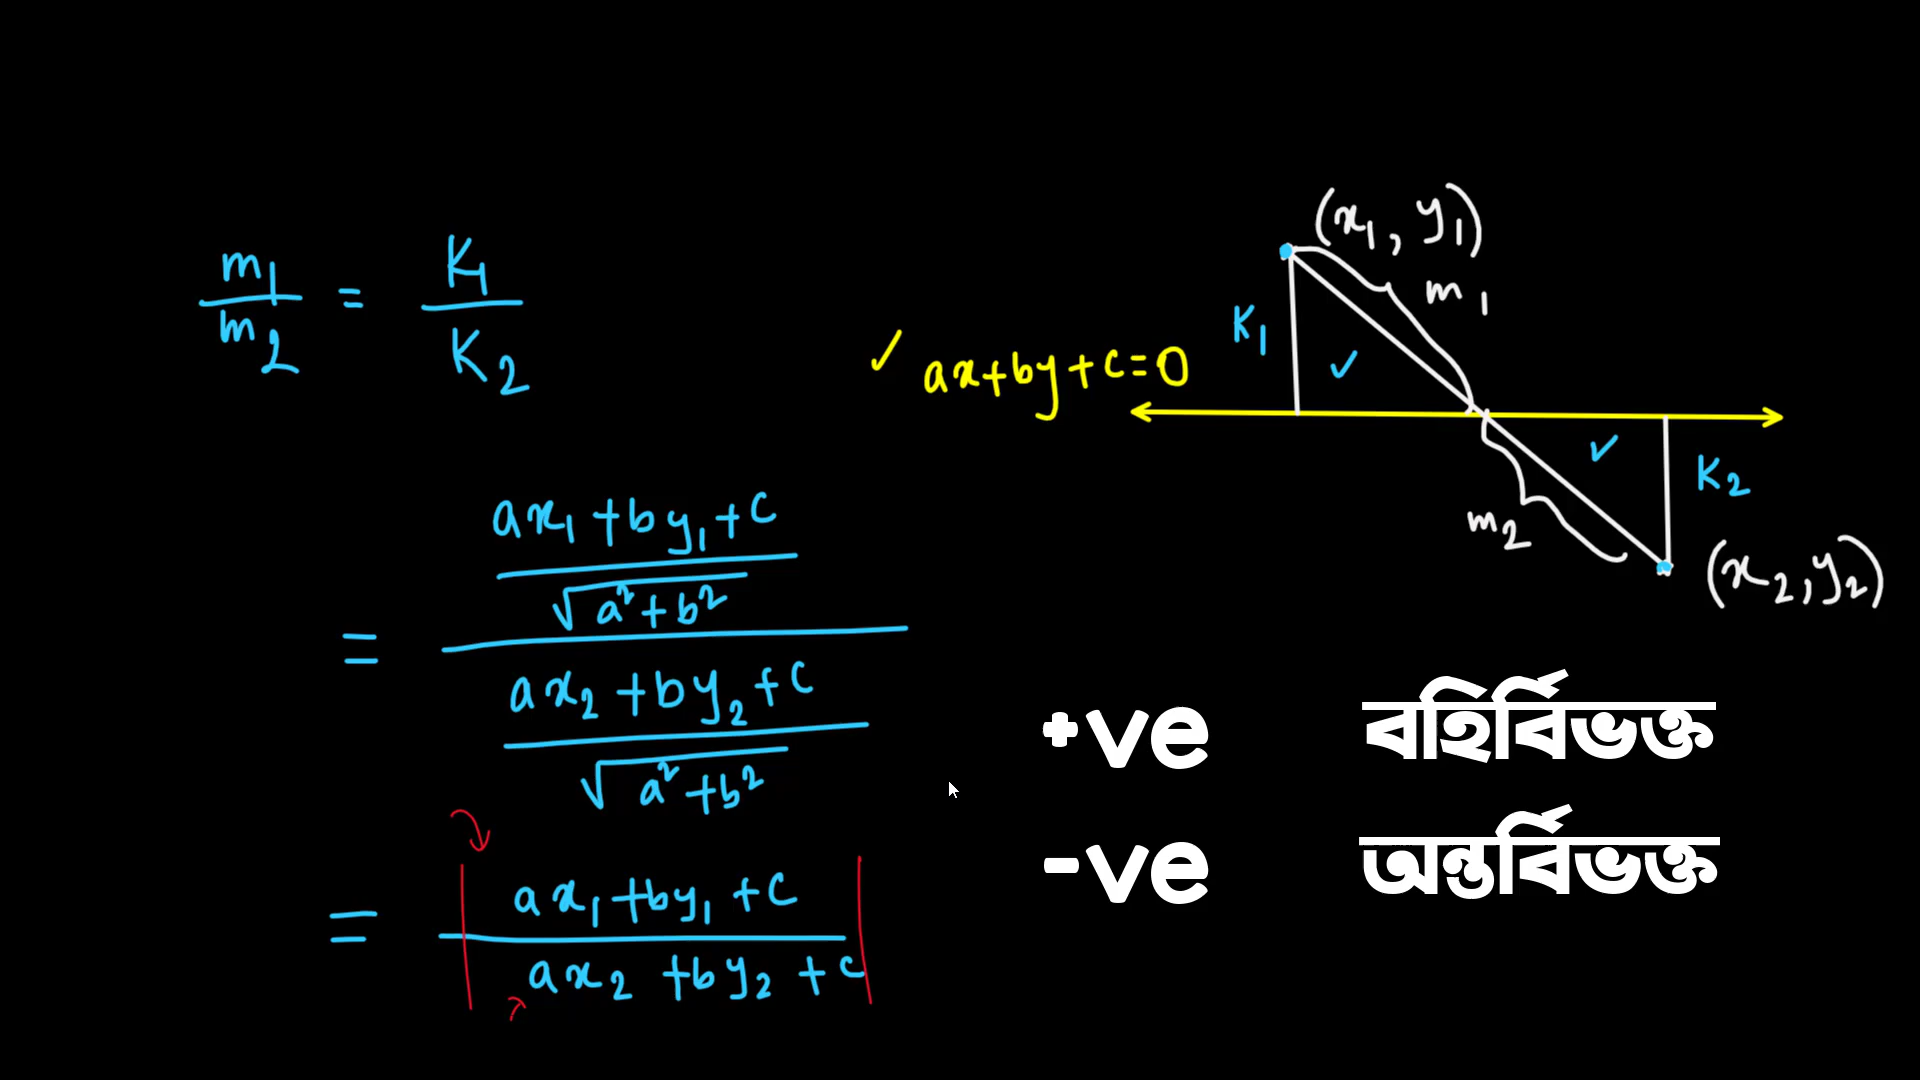 m₁/m₂ = K₁/K₂
= (ax₁+by₁+c)/√(a²+b²) / (ax₂+by₂+c)/√(a²+b²)
= |(ax₁+by₁+c)/(ax₂+by₂+c)|
(x₁, y₁)
m₁
K₁
✓
✓ ax+by+c=0
✓
K₂
m₂
(x₂,y₂)
+ve বহির্বিভক্ত
-ve অন্তর্বিভক্ত